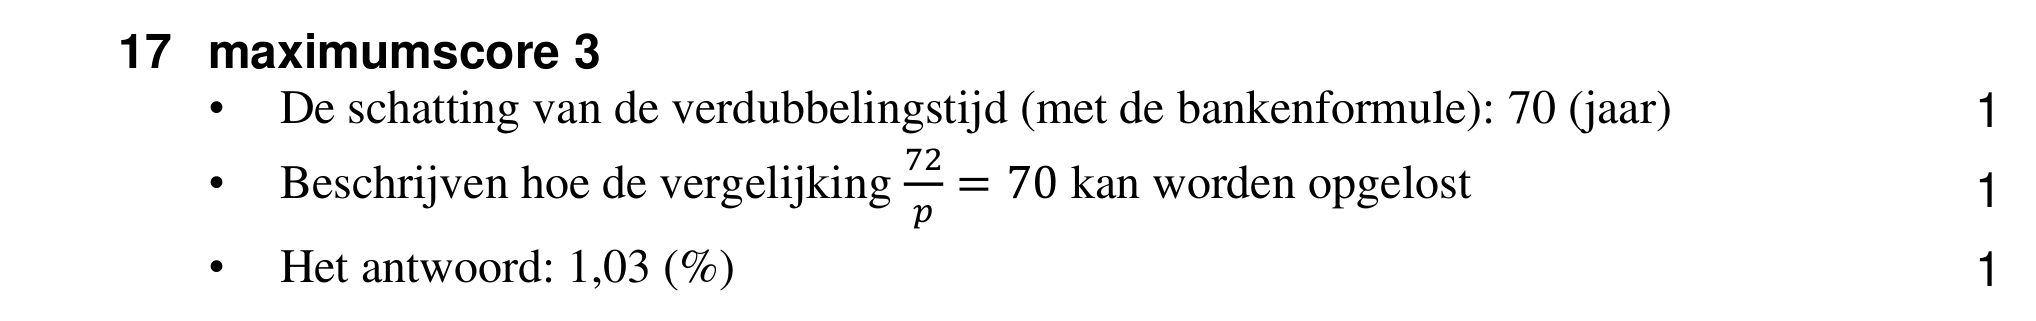 17 maximumscore 3
• De schatting van de verdubbelingstijd (met de bankenformule): 70 (jaar) 1
• Beschrijven hoe de vergelijking 72/p = 70 kan worden opgelost 1
• Het antwoord: 1,03 (%) 1